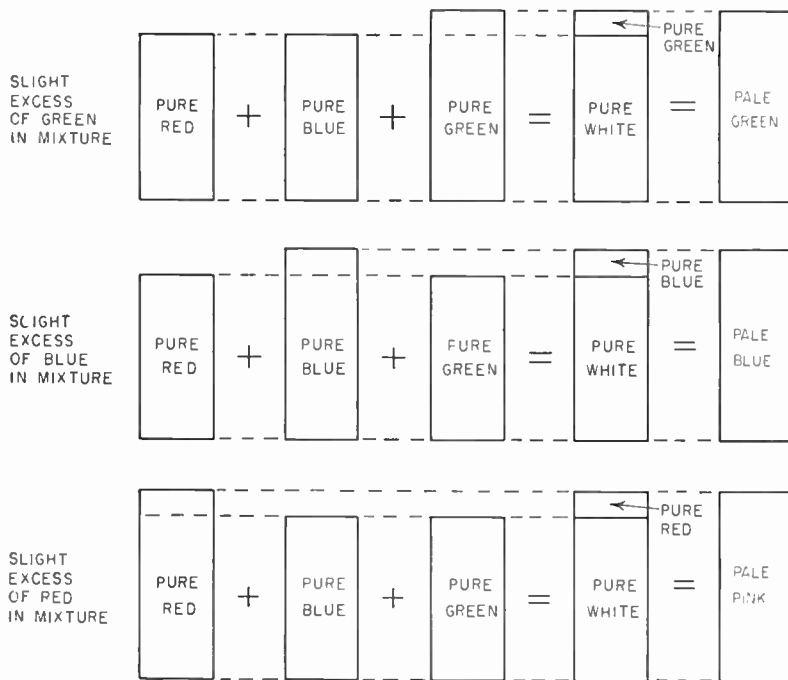 SLIGHT
EXCESS
CF GREEN
IN MIXTURE
PURE
RED
+
PURE
BLUE
+
PURE
GREEN
=
PURE
GREEN
PURE
WHITE
=
PALE
GREEN
SLIGHT
EXCESS
OF BLUE
IN MIXTURE
PURE
RED
+
PURE
BLUE
+
FURE
GREEN
=
PURE
BLUE
PURE
WHITE
=
PALE
BLUE
SLIGHT
EXCESS
OF RED
IN MIXTURE
PURE
RED
+
PURE
BLUE
+
PURE
GREEN
=
PURE
RED
PURE
WHITE
=
PALE
PINK